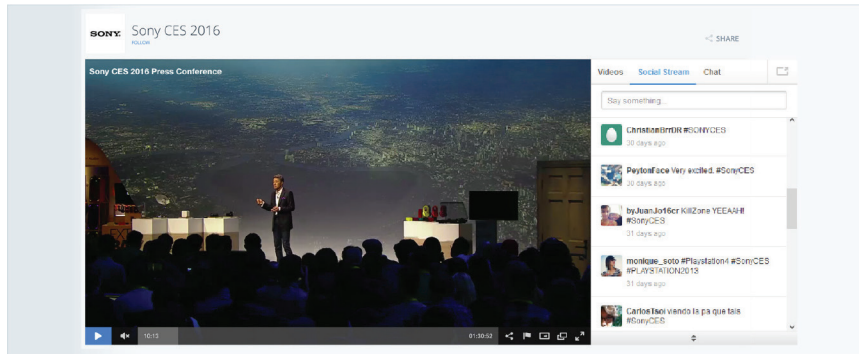 SONY
Sony CES 2016
FOLLOW
SHARE
Sony CES 2016 Press Conference
Videos Social Stream Chat
Say something...
ChristianBrrDR #SONYCES
30 days ago
PeytonFace Very excited. #SonyCES
30 days ago
byJuanJo16cr KillZone YEEAAH!
#SonyCES
31 days ago
monique_soto #Playstation4 #SonyCES
#PLAYSTATION2013
31 days ago
CarlosTsoi viendo la pa que tals
#SonyCES
10:13
01:30:52